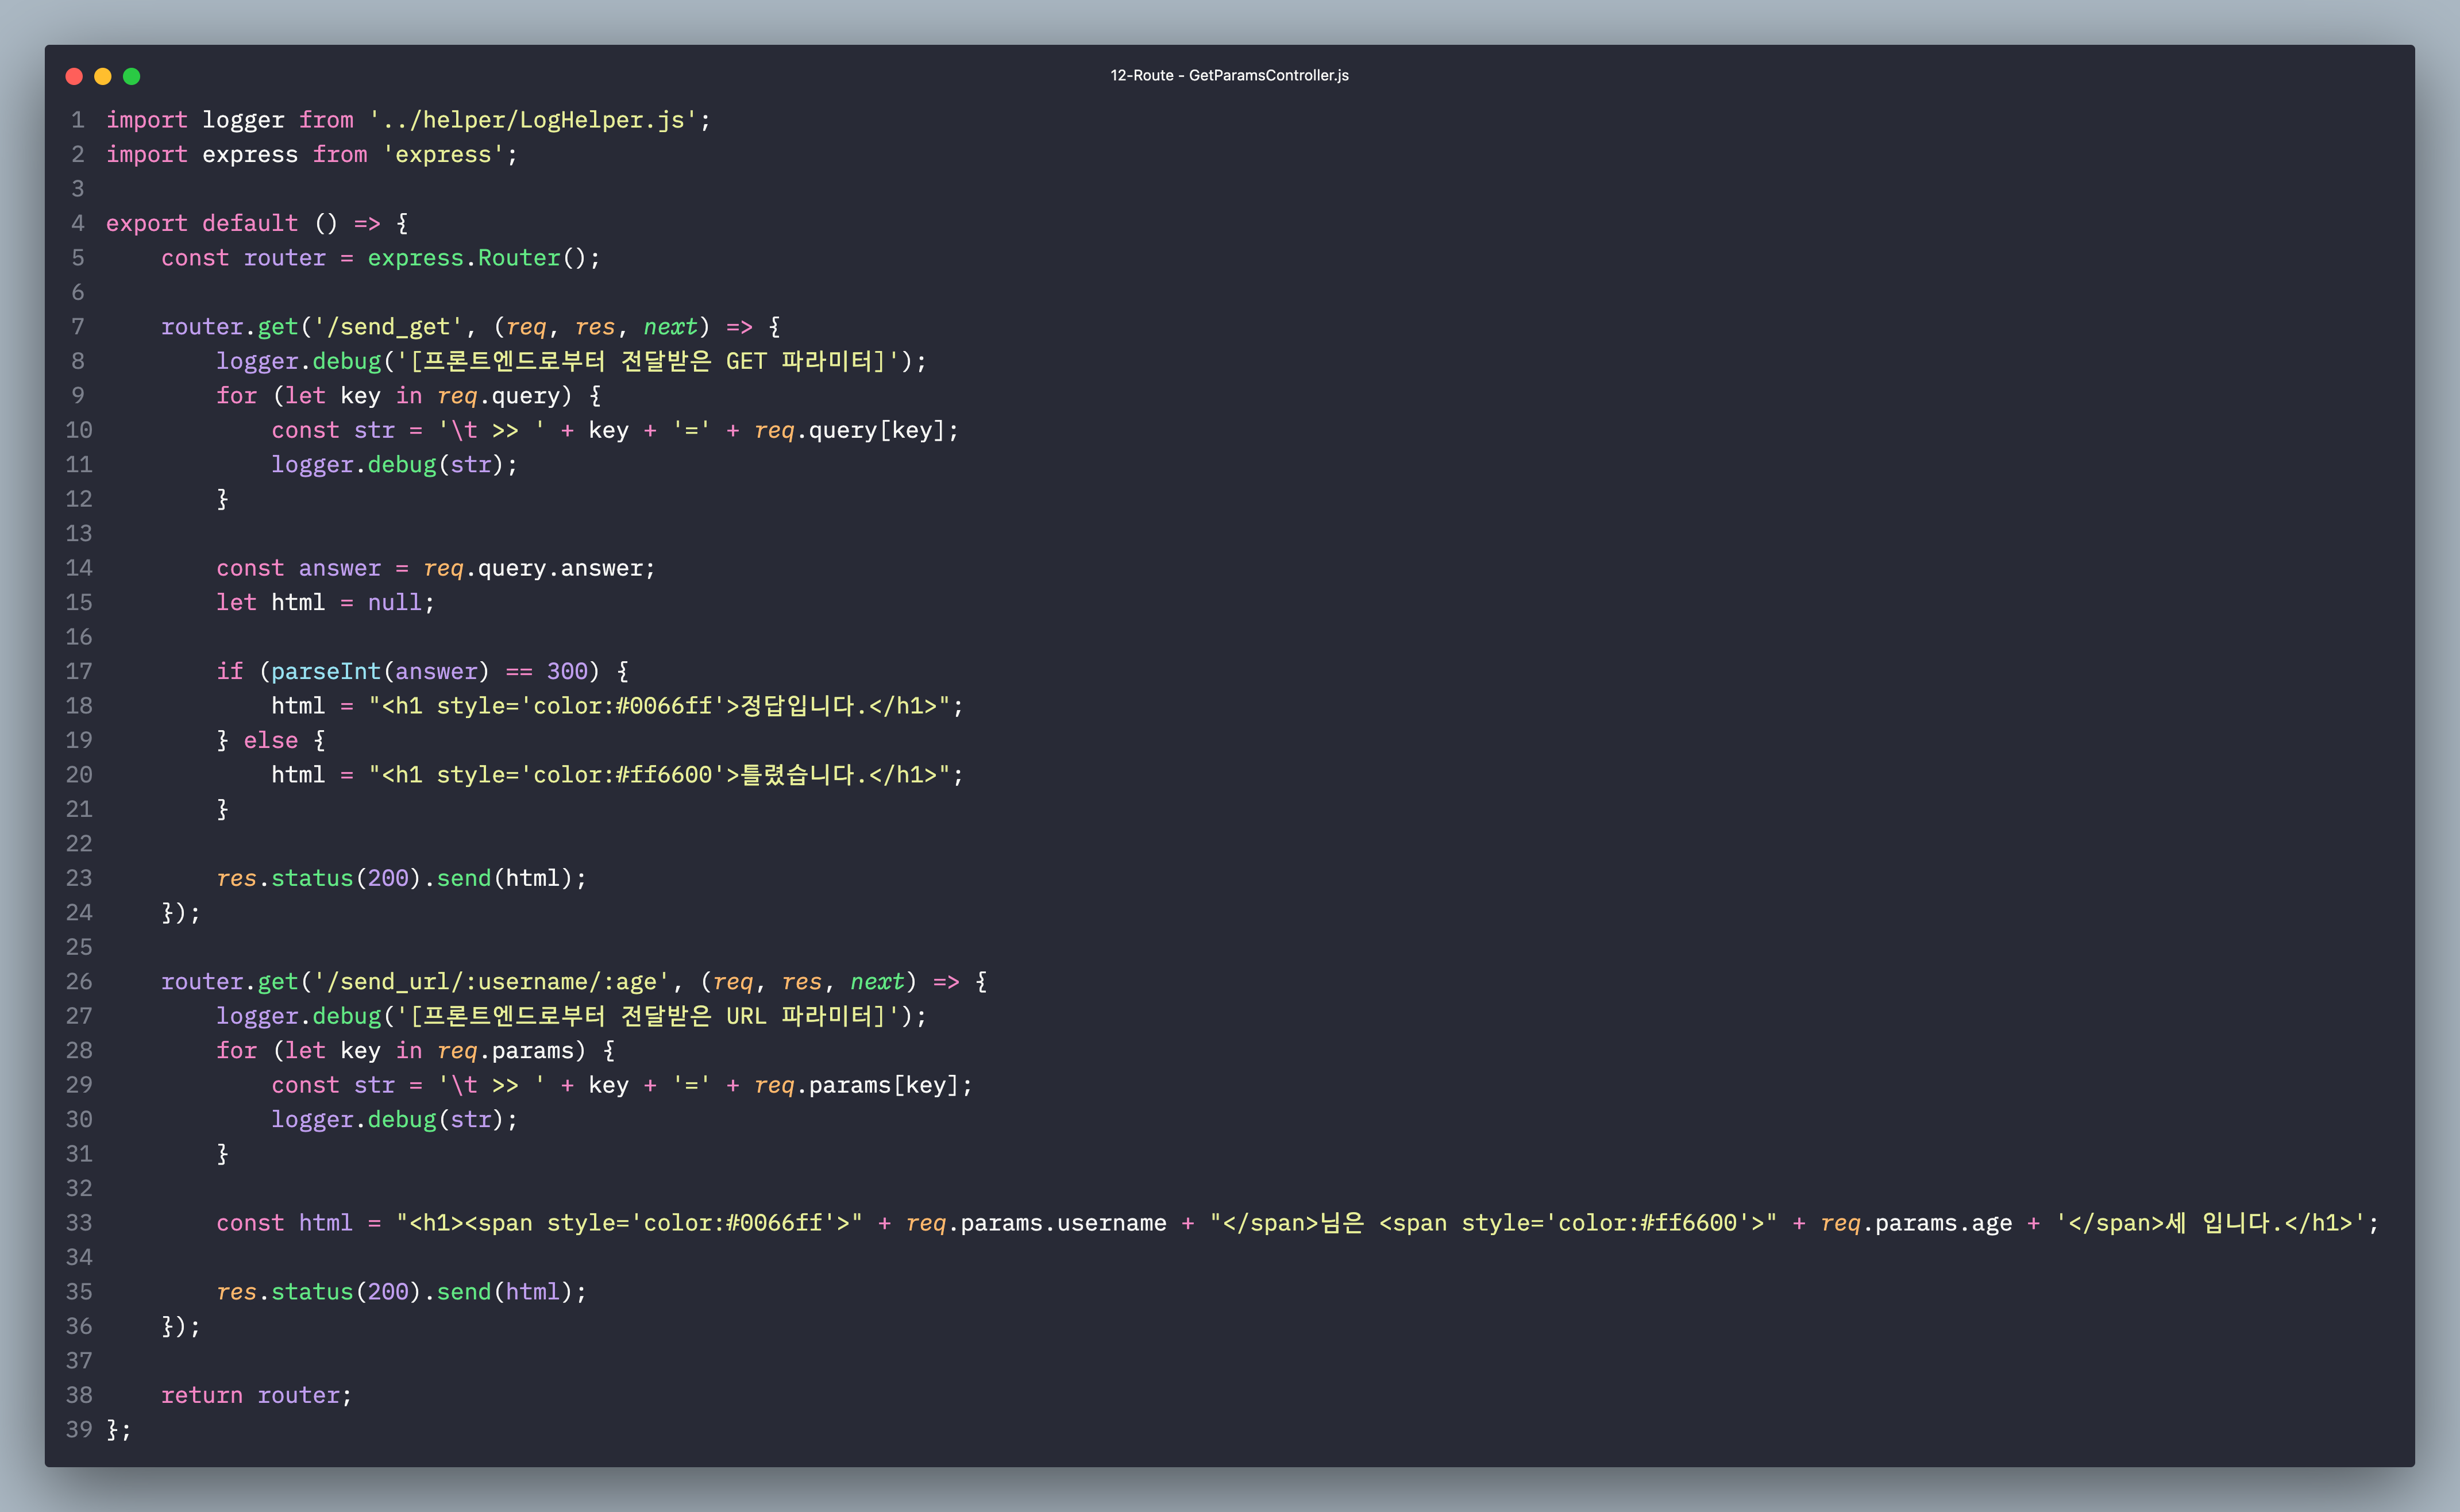 12-Route - GetParamsController.js
1 import logger from '../helper/LogHelper.js';
2 import express from 'express';
3
4 export default () => {
5     const router = express.Router();
6
7     router.get('/send_get', (req, res, next) => {
8         logger.debug('[프론트엔드로부터 전달받은 GET 파라미터]');
9         for (let key in req.query) {
10             const str = '\t >> ' + key + '=' + req.query[key];
11             logger.debug(str);
12         }
13
14         const answer = req.query.answer;
15         let html = null;
16
17         if (parseInt(answer) == 300) {
18             html = "<h1 style='color:#0066ff'>정답입니다.</h1>";
19         } else {
20             html = "<h1 style='color:#ff6600'>틀렸습니다.</h1>";
21         }
22
23         res.status(200).send(html);
24     });
25
26     router.get('/send_url/:username/:age', (req, res, next) => {
27         logger.debug('[프론트엔드로부터 전달받은 URL 파라미터]');
28         for (let key in req.params) {
29             const str = '\t >> ' + key + '=' + req.params[key];
30             logger.debug(str);
31         }
32
33         const html = "<h1><span style='color:#0066ff'>" + req.params.username + "</span>님은 <span style='color:#ff6600'>" + req.params.age + '</span>세 입니다.</h1>';
34
35         res.status(200).send(html);
36     });
37
38     return router;
39 };